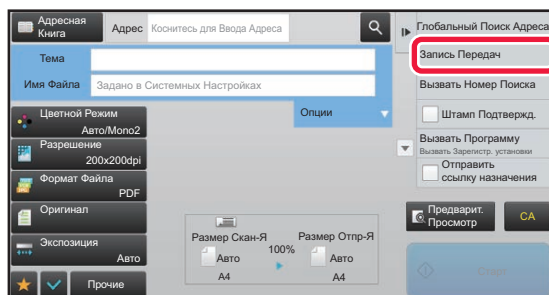 Адресная
Книга
Адрес
Коснитесь для Ввода Адреса
Тема
Имя Файла
Задано в Системных Настройках
Опции
Цветной Режим
Авто/Mono2
Разрешение
200x200dpi
Формат Файла
PDF
Оригинал
Экспозиция
Авто
Прочие
Размер Скан-Я
Авто
A4
100%
Размер Отпр-Я
Авто
A4
Глобальный Поиск Адреса
Запись Передач
Вызвать Номер Поиска
Штамп Подтвержд.
Вызвать Программу
Вызвать Зарегистр. установки
Отправить
ссылку назначения
Предварит.
Просмотр
CA
Старт